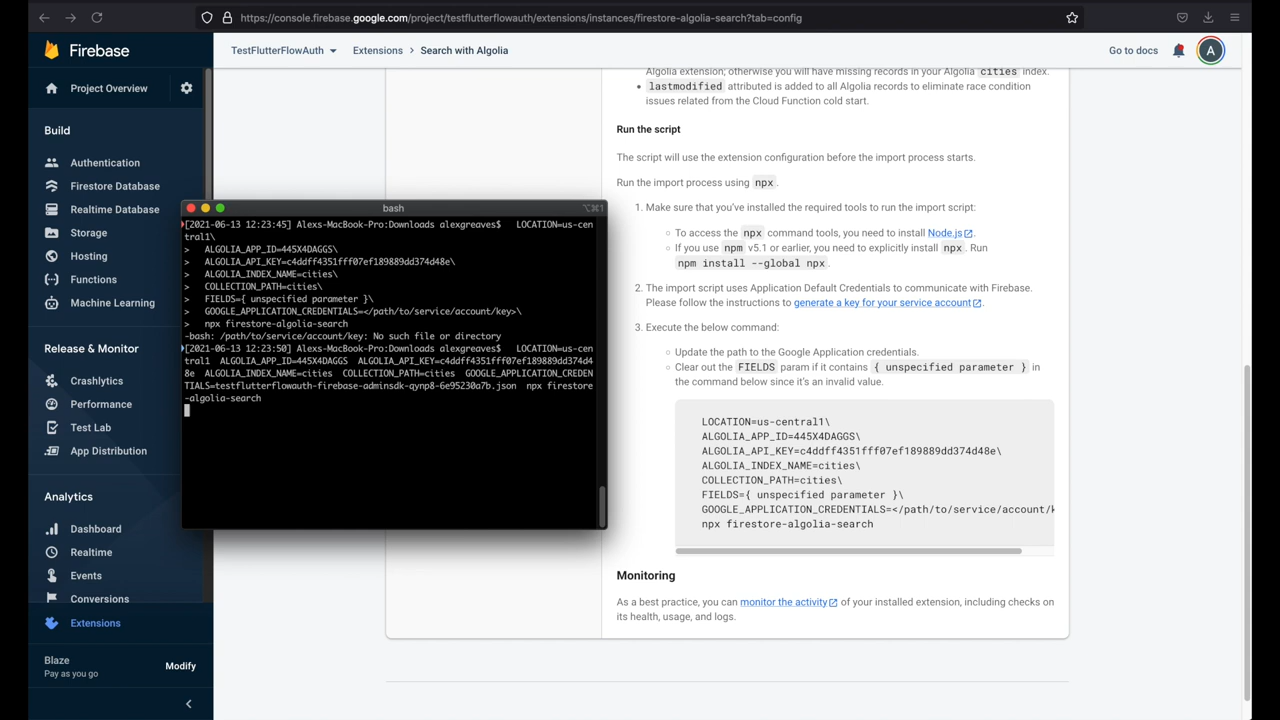 https://console.firebase.google.com/project/testflutterflowauth/extensions/instances/firestore-algolia-search?tab=config
Firebase
TestFlutterFlowAuth
Extensions
Search with Algolia
Go to docs
A
Project Overview
Build
Authentication
Firestore Database
Realtime Database
Storage
Hosting
Functions
Machine Learning
Release & Monitor
Crashlytics
Performance
Test Lab
App Distribution
Analytics
Dashboard
Realtime
Events
Conversions
Extensions
Blaze
Pay as you go
Modify
bash
⌥⌘1
[2021-06-13 12:23:45] Alexs-MacBook-Pro:Downloads alexgreaves$   LOCATION=us-cen
tral1\
>   ALGOLIA_APP_ID=445X4DAGGS\
>   ALGOLIA_API_KEY=c4ddff4351fff07ef189889dd374d48e\
>   ALGOLIA_INDEX_NAME=cities\
>   COLLECTION_PATH=cities\
>   FIELDS={ unspecified parameter }\
>   GOOGLE_APPLICATION_CREDENTIALS=</path/to/service/account/key>\
>   npx firestore-algolia-search
-bash: /path/to/service/account/key: No such file or directory
[2021-06-13 12:23:50] Alexs-MacBook-Pro:Downloads alexgreaves$   LOCATION=us-cen
tral1  ALGOLIA_APP_ID=445X4DAGGS  ALGOLIA_API_KEY=c4ddff4351fff07ef189889dd374d4
8e  ALGOLIA_INDEX_NAME=cities  COLLECTION_PATH=cities  GOOGLE_APPLICATION_CREDEN
TIALS=testflutterflowauth-firebase-adminsdk-qynp8-6e95230a7b.json  npx firestore
-algolia-search
Algolia extension; otherwise you will have missing records in your Algolia cities index.
• lastmodified attribute is added to all Algolia records to eliminate race condition
issues related from the Cloud Function cold start.
Run the script
The script will use the extension configuration before the import process starts.
Run the import process using npx.
1. Make sure that you've installed the required tools to run the import script:
To access the npx command tools, you need to install Node.js.
If you use npm v5.1 or earlier, you need to explicitly install npx. Run
npm install --global npx.
2. The import script uses Application Default Credentials to communicate with Firebase.
Please follow the instructions to generate a key for your service account.
3. Execute the below command:
Update the path to the Google Application credentials.
Clear out the FIELDS param if it contains { unspecified parameter } in
the command below since it's an invalid value.
LOCATION=us-central1\
ALGOLIA_APP_ID=445X4DAGGS\
ALGOLIA_API_KEY=c4ddff4351fff07ef189889dd374d48e\
ALGOLIA_INDEX_NAME=cities\
COLLECTION_PATH=cities\
FIELDS={ unspecified parameter }\
GOOGLE_APPLICATION_CREDENTIALS=</path/to/service/account/k
npx firestore-algolia-search
Monitoring
As a best practice, you can monitor the activity of your installed extension, including checks on
its health, usage, and logs.